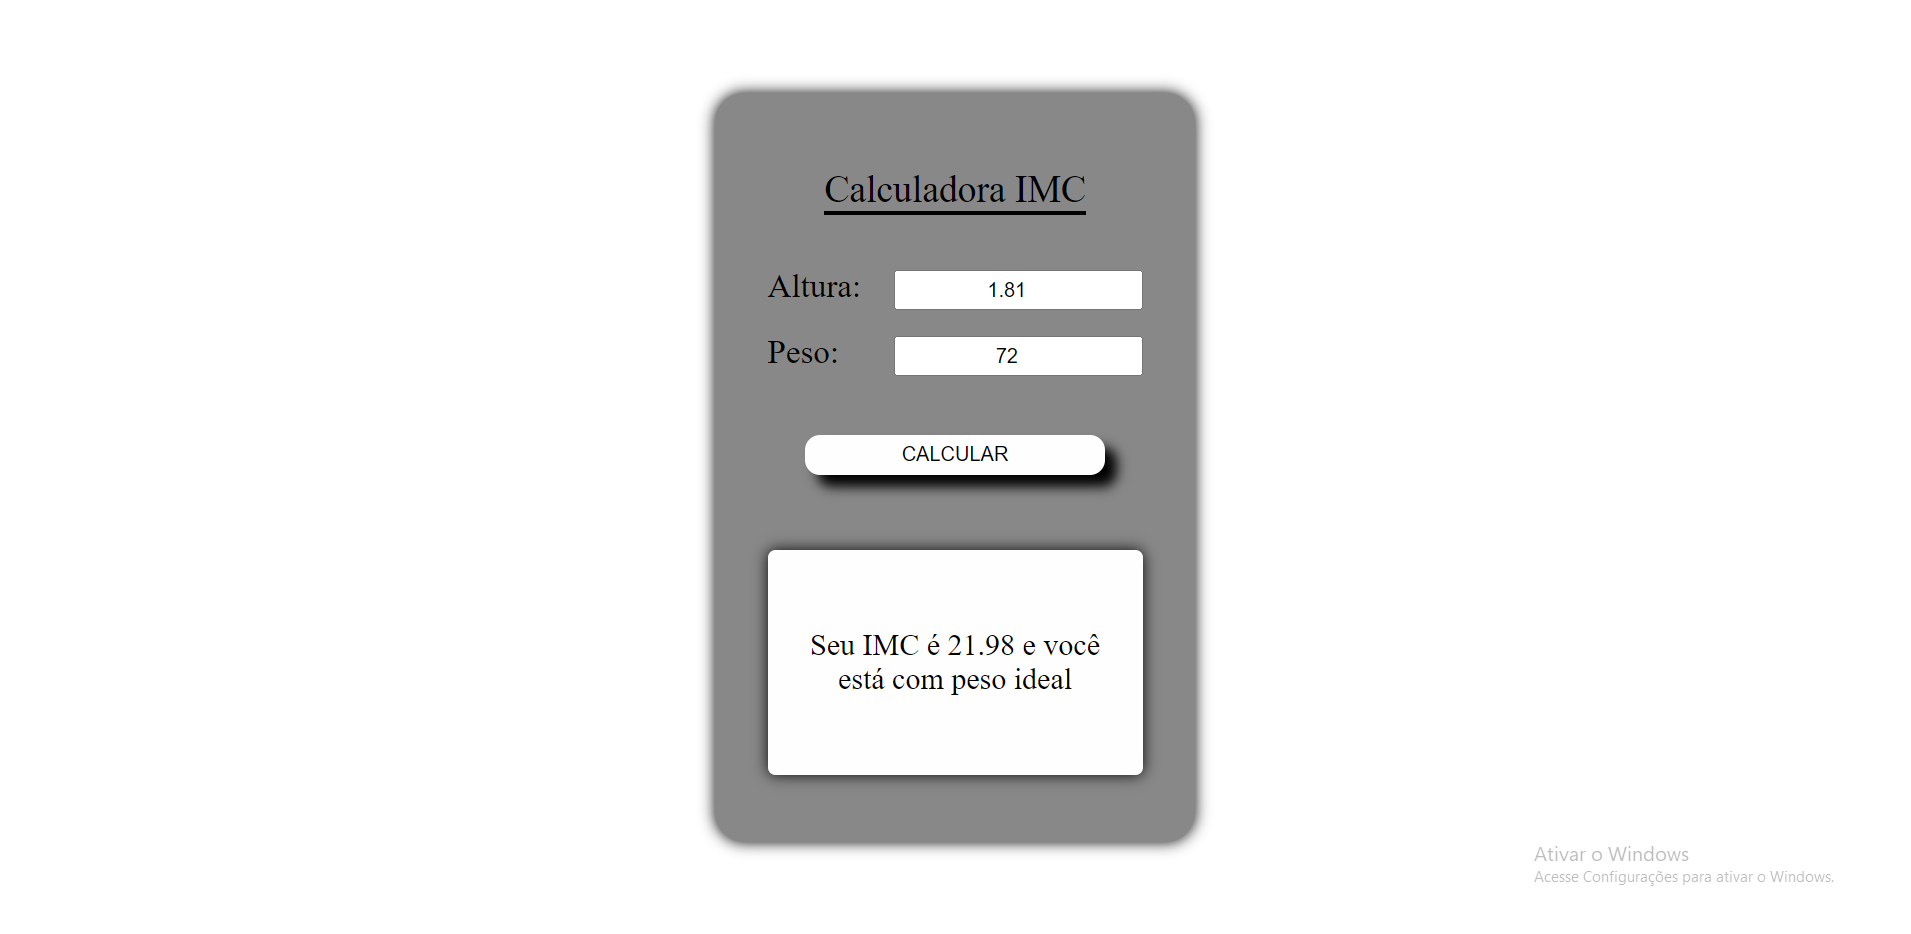 Calculadora IMC
Altura: 1.81
Peso: 72
CALCULAR
Seu IMC é 21.98 e você
está com peso ideal
Ativar o Windows
Acesse Configurações para ativar o Windows.